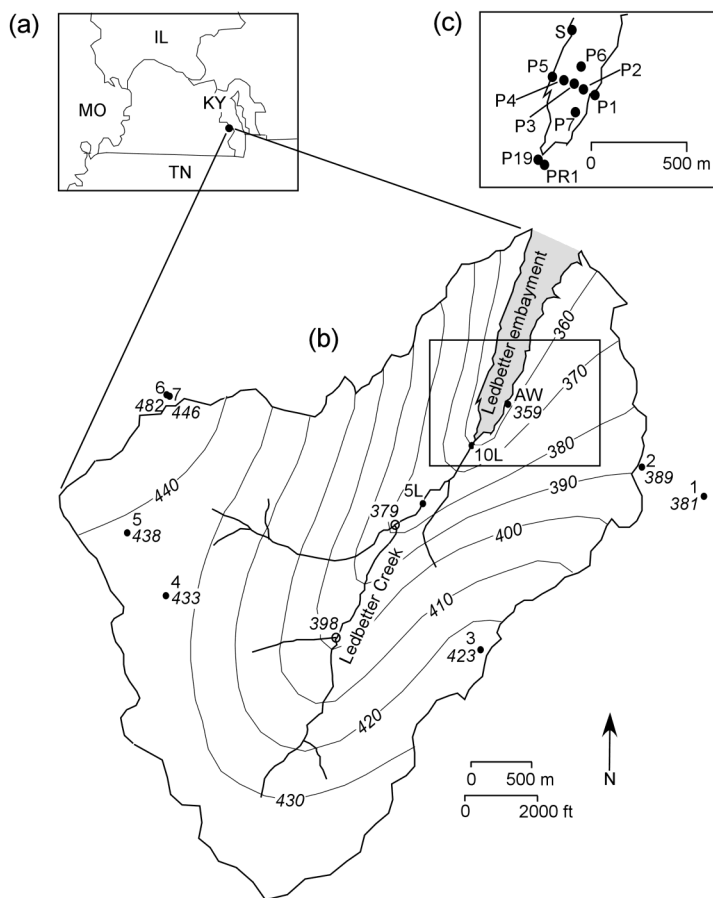 (a)
IL
MO
KY
TN
(c)
S
P6
P5
P2
P4
P1
P3
P7
P19
PR1
0 500 m
(b)
Ledbetter embayment
360
370
AW
359
380
10L
390
2
389
1
381
400
5L
379
6
7
482
446
440
5
438
4
433
Ledbetter Creek
410
398
3
423
420
430
0 500 m
0 2000 ft
N